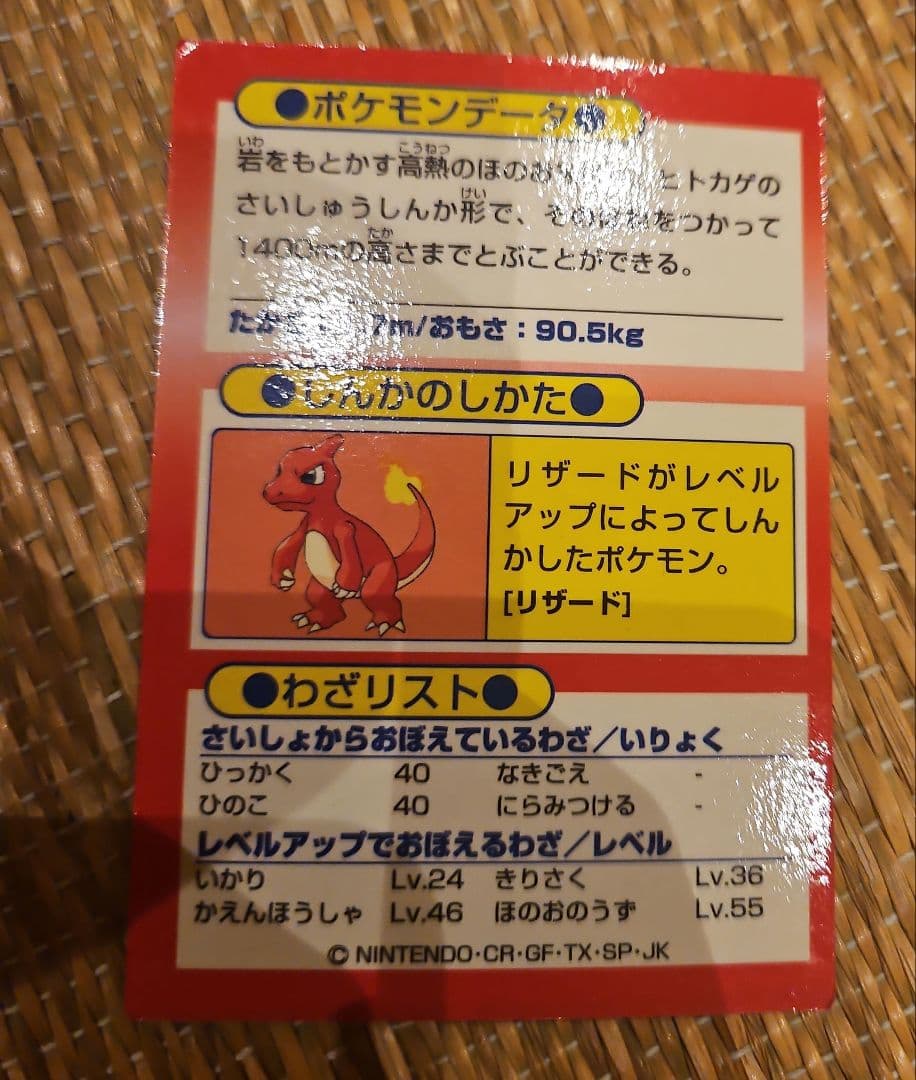 ●ポケモンデータ●
岩をもとかす高熱のほのお ヒトカゲの
さいしゅうしんか形で、そのはねをつかって
1400mの高さまでとぶことができる。
7m/おもさ：90.5kg
●しんかのしかた●
リザードがレベル
アップによってしん
かしたポケモン。
[リザード]
●わざリスト●
さいしょからおぼえているわざ／いりょく
ひっかく 40 なきごえ -
ひのこ 40 にらみつける -
レベルアップでおぼえるわざ／レベル
いかり Lv.24 きりさく Lv.36
かえんほうしゃ Lv.46 ほのおのうず Lv.55
© NINTENDO・CR・GF・TX・SP・JK